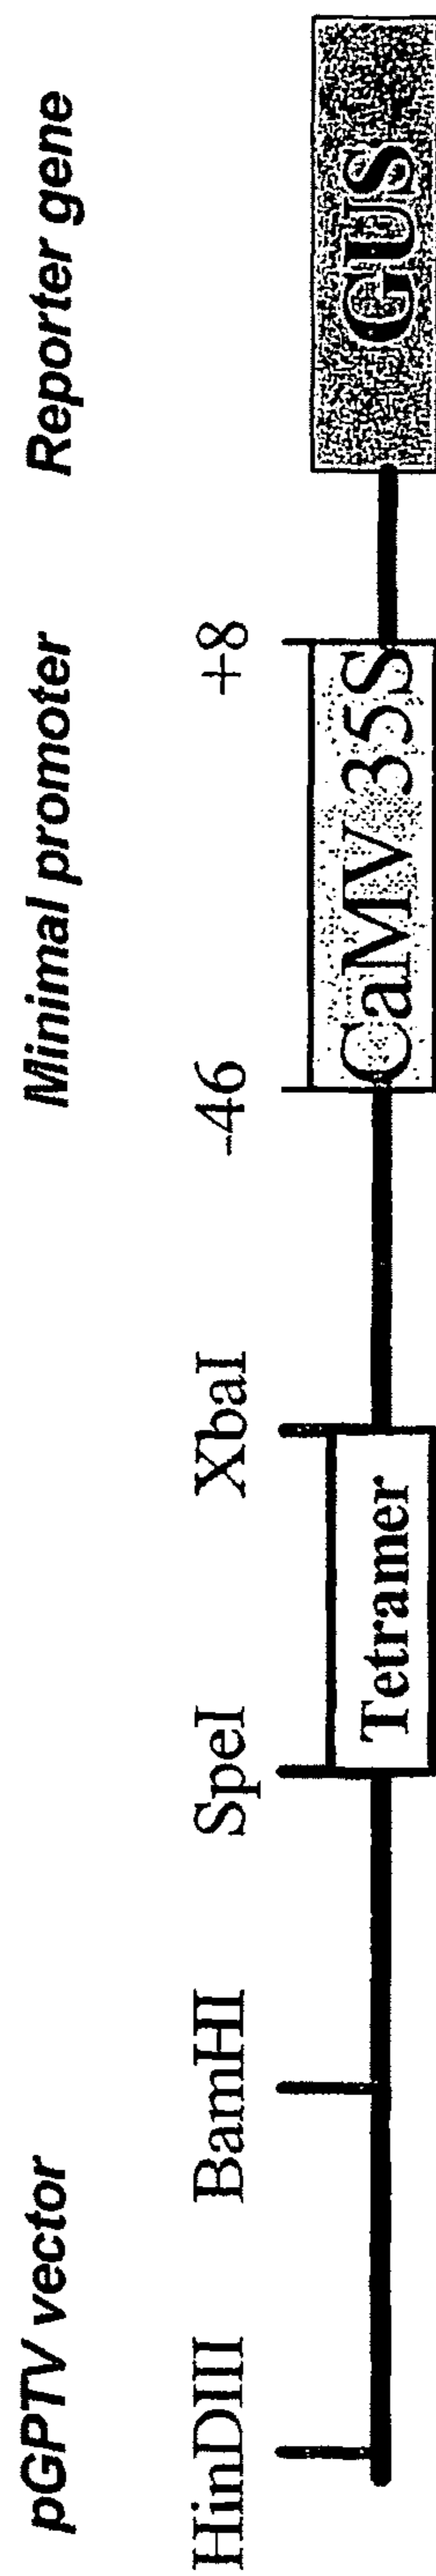 pGPTV vector Minimal promoter Reporter gene
HinDIII BamHI SpeI XbaI -46 +8
Tetramer CaMV 35S GUS